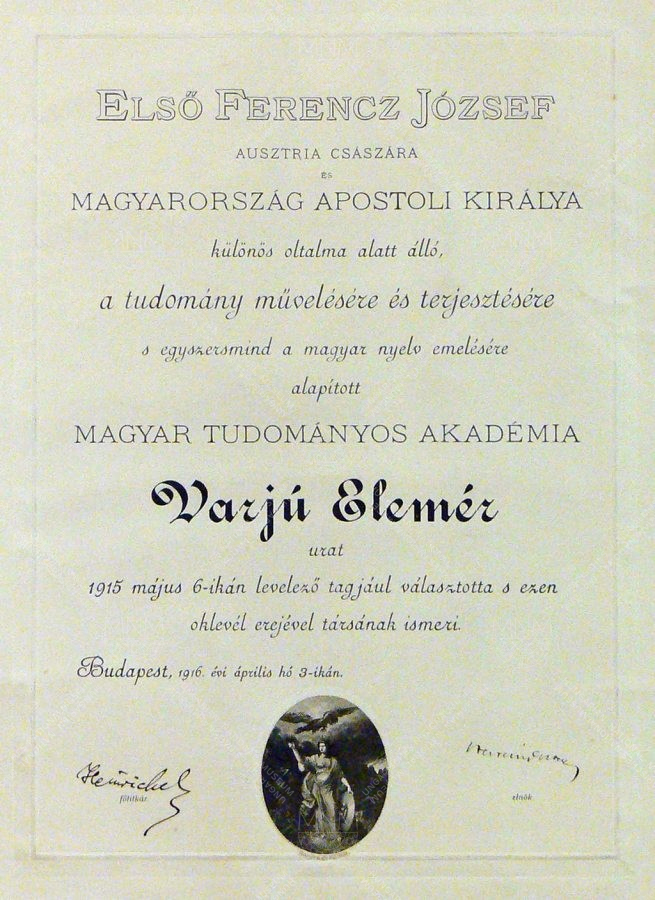 ELSŐ FERENCZ JÓZSEF
AUSZTRIA CSÁSZÁRA
ÉS
MAGYARORSZÁG APOSTOLI KIRÁLYA
különös oltalma alatt álló,
a tudomány művelésére és terjesztésére
s egyszersmind a magyar nyelv emelésére
alapított
MAGYAR TUDOMÁNYOS AKADÉMIA
Varjú Elemér
urat
1915 május 6-ikán levelező tagjául választotta s ezen
oklevél erejével társának ismeri.
Budapest, 1916. évi április hó 3-ikán.
főtitkár.
elnök